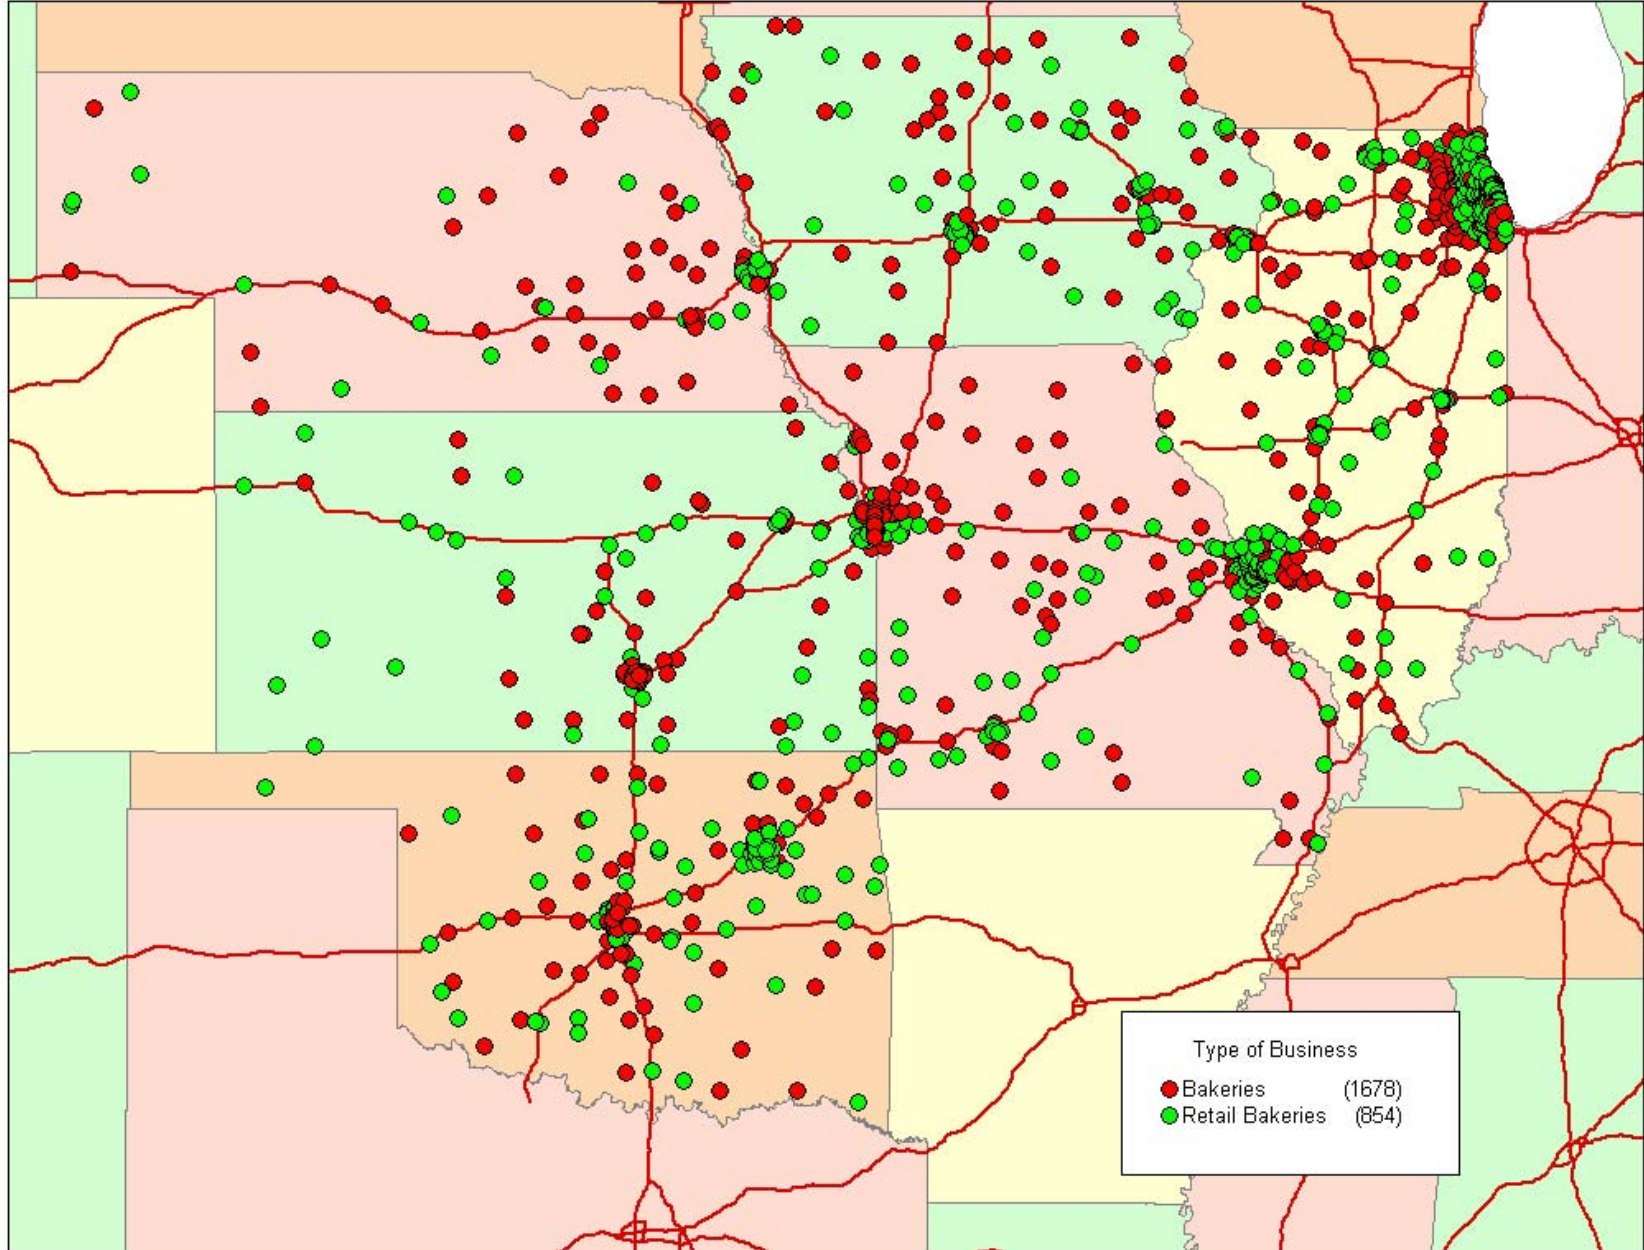 Type of Business
Bakeries (1678)
Retail Bakeries (854)